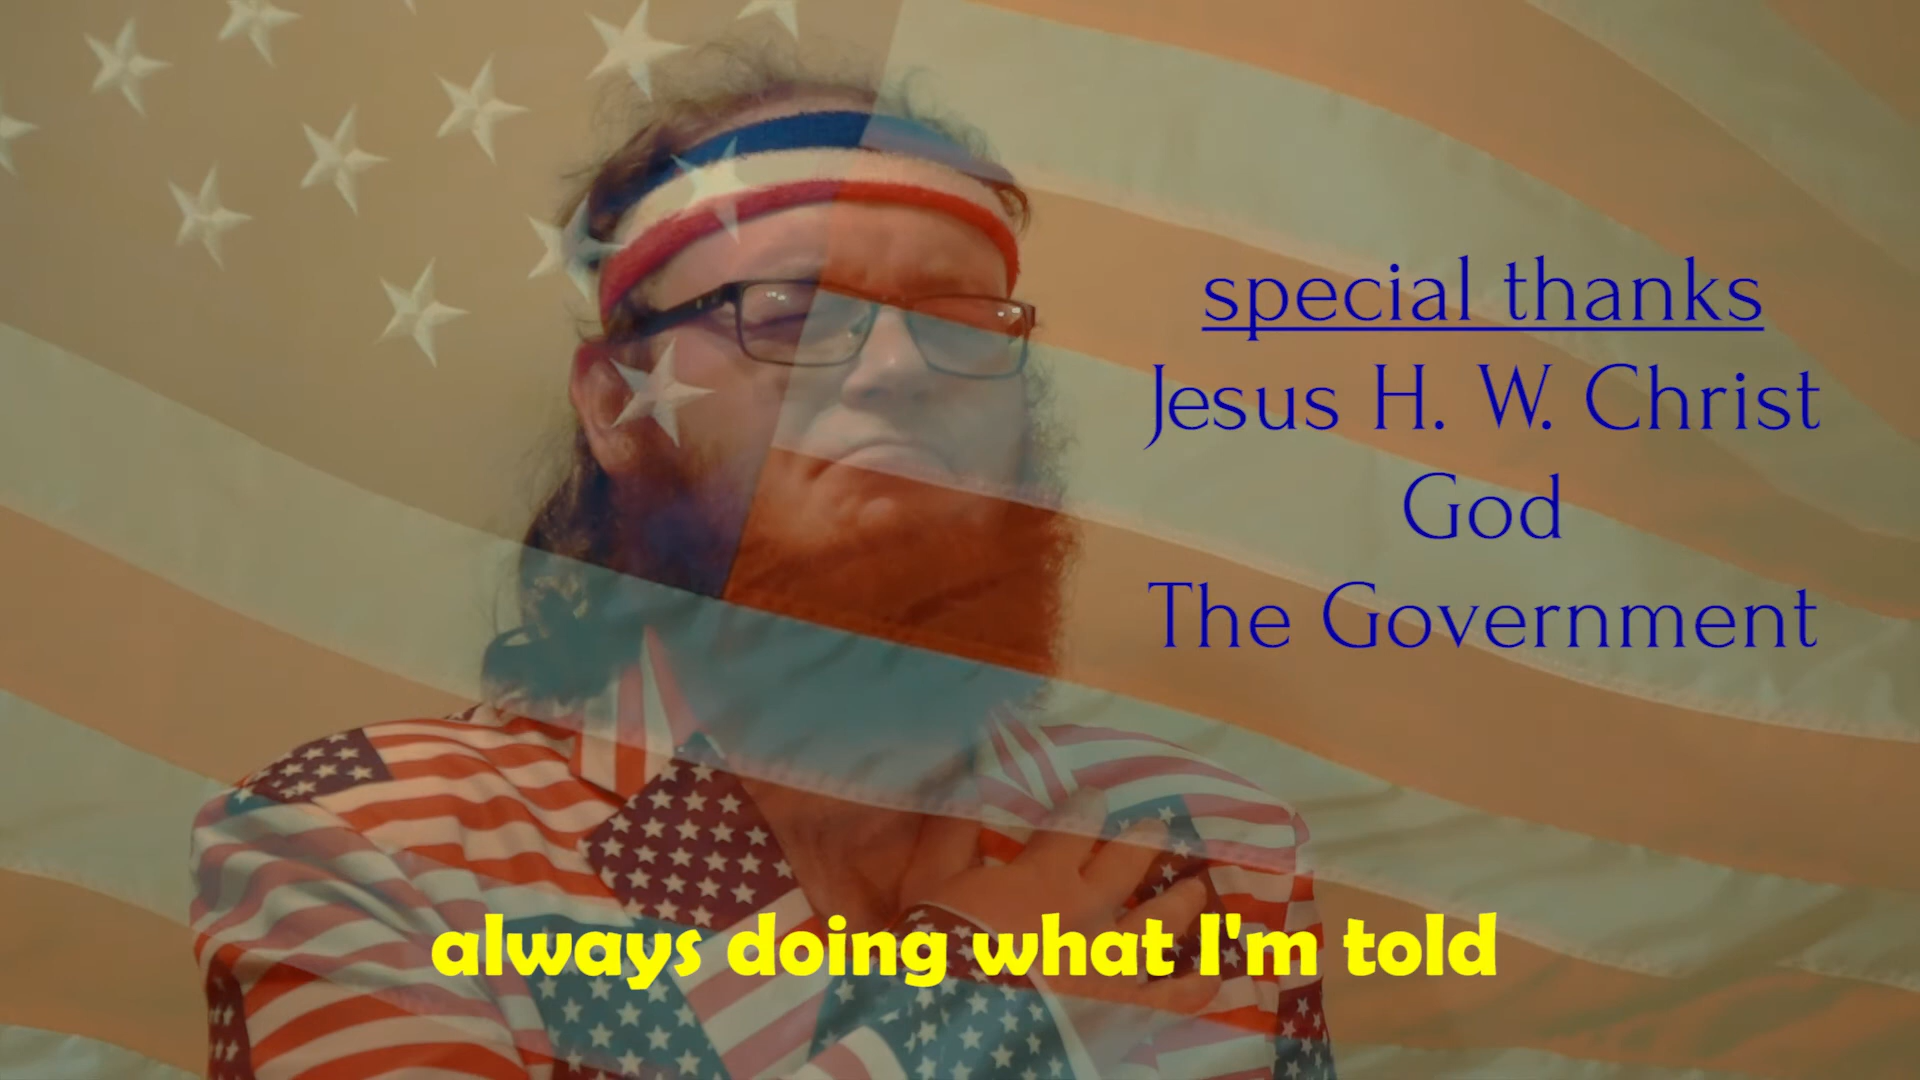 special thanks
Jesus H. W. Christ
God
The Government
always doing what I'm told